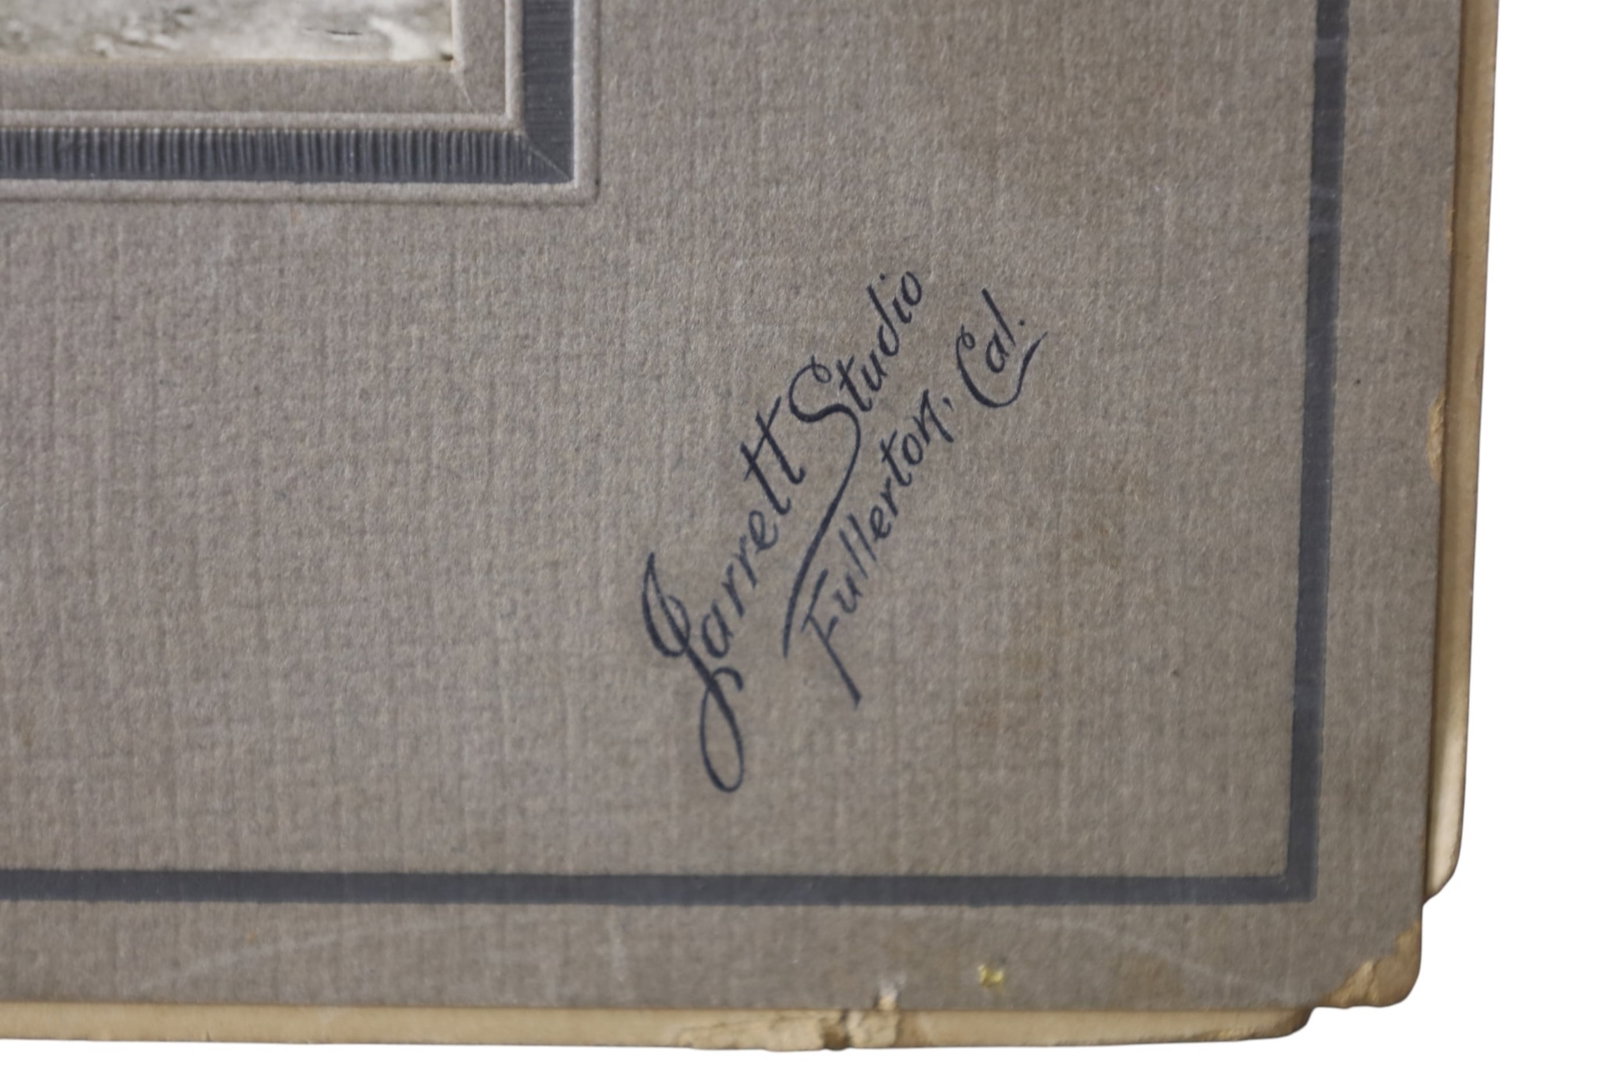 Jarrett Studio
Fullerton, Cal.